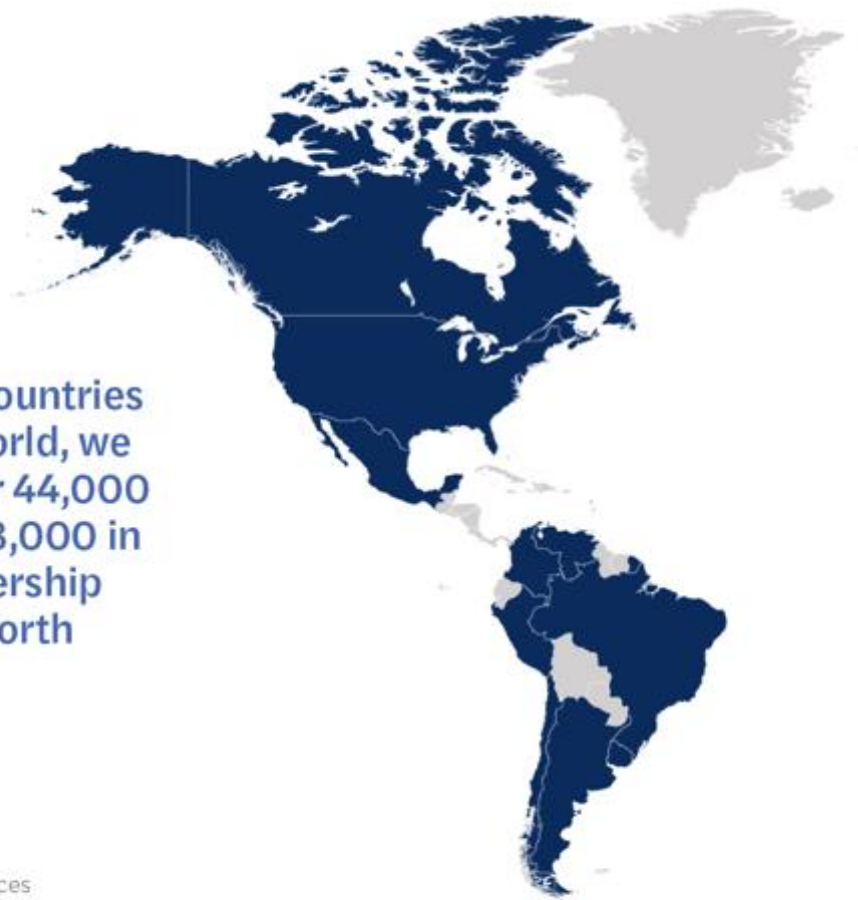 ountries
orld, we
r 44,000
3,000 in
ership
orth
ces